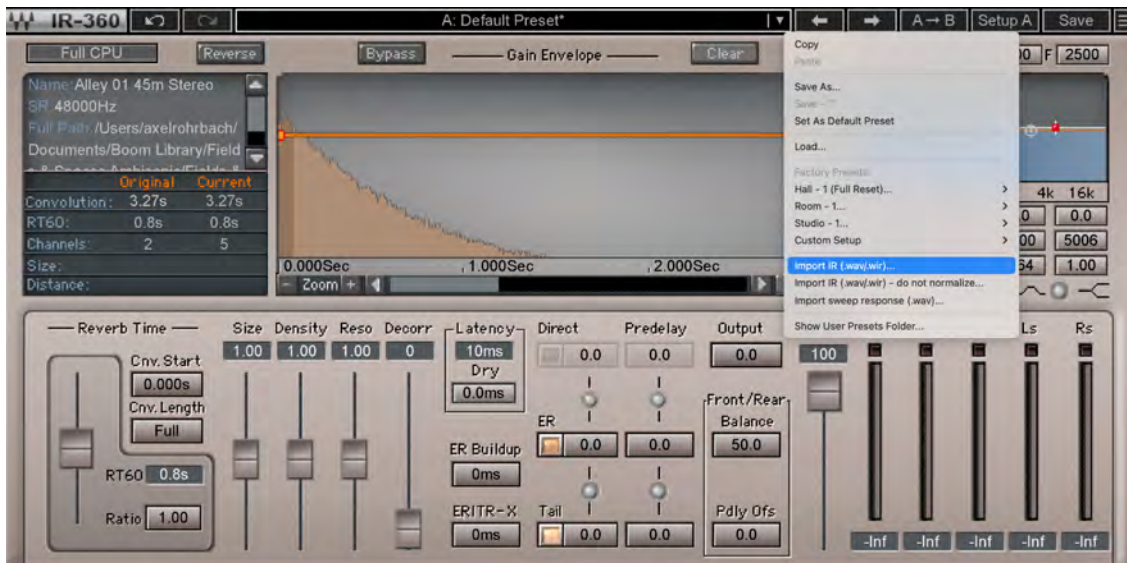 IR-360
A: Default Preset*
A→B
Setup A
Save
Full CPU
Reverse
Bypass
Gain Envelope
Clear
F 2500
Name: Alley 01 45m Stereo
SR: 48000Hz
Full Path: /Users/axelrohrbach/
Documents/Boom Library/Field
Original Current
Convolution: 3.27s 3.27s
RT60: 0.8s 0.8s
Channels: 2 5
Size:
Distance:
0.000Sec 1.000Sec 2.000Sec
- Zoom +
Copy
Paste
Save As...
Save - ""
Set As Default Preset
Load...
Factory Presets:
Hall - 1 (Full Reset)... >
Room - 1... >
Studio - 1... >
Custom Setup >
Import IR (.wav/.wir)...
Import IR (.wav/.wir) - do not normalize...
Import sweep response (.wav)...
Show User Presets Folder...
4k 16k
0.0
5006
1.00
Reverb Time
Cnv. Start
0.000s
Cnv. Length
Full
RT60 0.8s
Ratio 1.00
Size Density Reso Decorr
1.00 1.00 1.00 0
Latency
10ms
Dry
0.0ms
ER Buildup
0ms
ERITR-X
0ms
Direct Predelay Output
0.0 0.0 0.0
ER
0.0 0.0
Tail
0.0 0.0
Front/Rear
Balance
50.0
Pdly Ofs
0.0
100
Ls Rs
-Inf -Inf -Inf -Inf -Inf